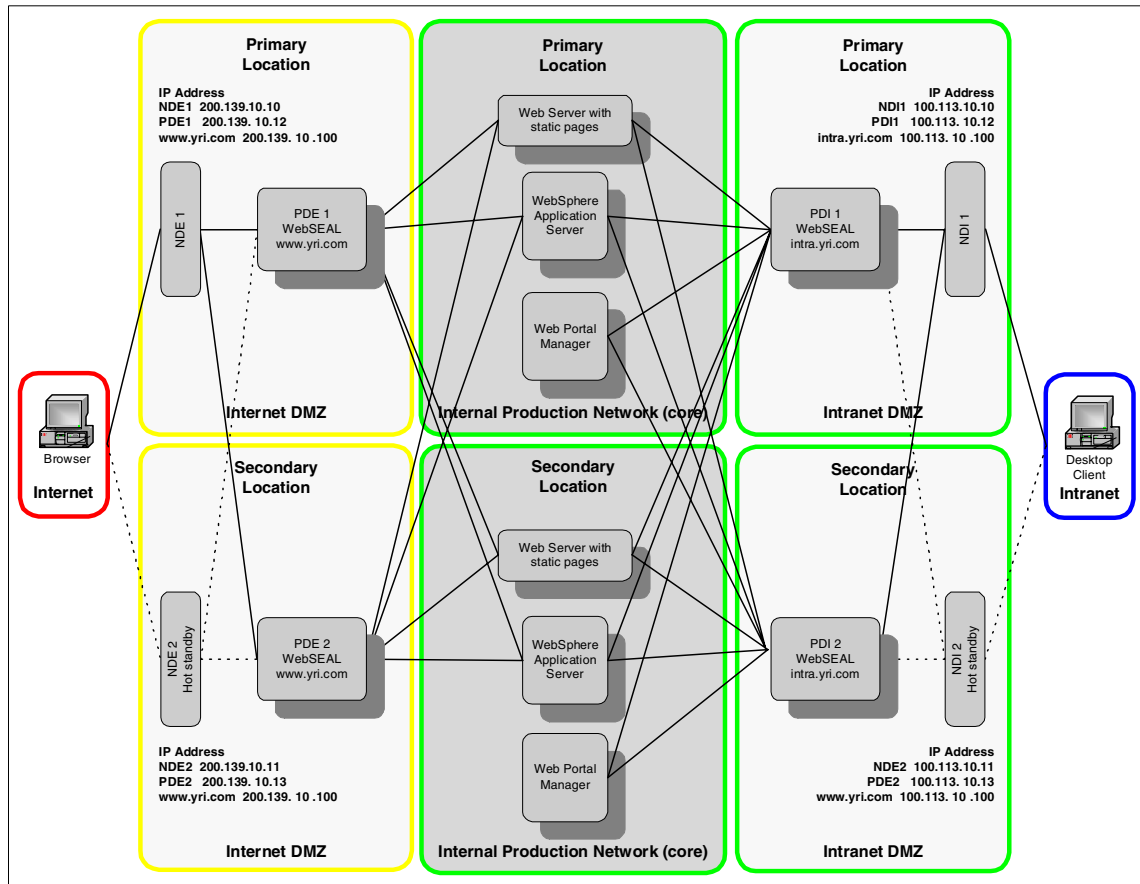 Primary
Location
IP Address
NDE1 200.139.10.10
PDE1 200.139. 10.12
www.yri.com 200.139. 10 .100
NDE 1
PDE 1
WebSEAL
www.yri.com
Internet DMZ
Primary
Location
Web Server with
static pages
WebSphere
Application
Server
Web Portal
Manager
Internal Production Network (core)
Primary
Location
IP Address
NDI1 100.113.10.10
PDI1 100.113. 10.12
intra.yri.com 100.113. 10 .100
PDI 1
WebSEAL
intra.yri.com
NDI 1
Intranet DMZ
Browser
Internet
Desktop
Client
Intranet
Secondary
Location
NDE 2
Hot standby
PDE 2
WebSEAL
www.yri.com
IP Address
NDE2 200.139.10.11
PDE2 200.139. 10.13
www.yri.com 200.139. 10 .100
Internet DMZ
Secondary
Location
Web Server with
static pages
WebSphere
Application
Server
Web Portal
Manager
Internal Production Network (core)
Secondary
Location
PDI 2
WebSEAL
intra.yri.com
NDI 2
Hot standby
IP Address
NDE2 100.113.10.11
PDE2 100.113. 10.13
www.yri.com 100.113. 10 .100
Intranet DMZ